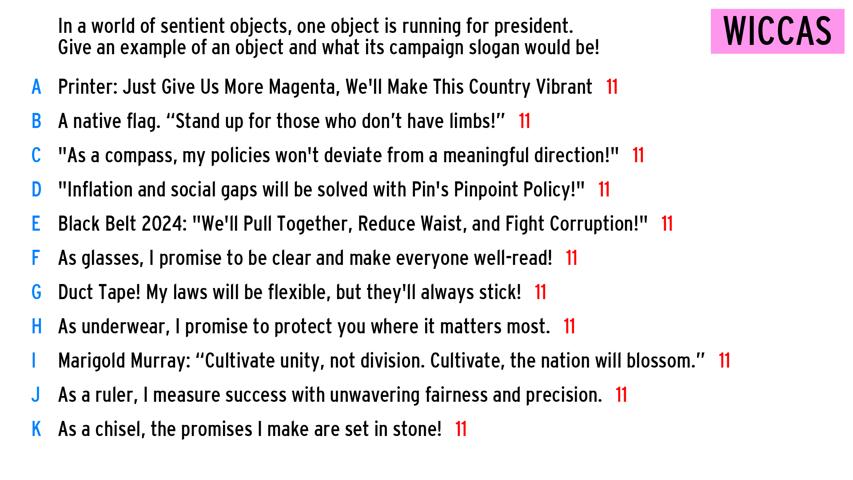 In a world of sentient objects, one object is running for president.
Give an example of an object and what its campaign slogan would be!
WICCAS
A Printer: Just Give Us More Magenta, We'll Make This Country Vibrant 11
B A native flag. “Stand up for those who don’t have limbs!” 11
C "As a compass, my policies won't deviate from a meaningful direction!" 11
D "Inflation and social gaps will be solved with Pin's Pinpoint Policy!" 11
E Black Belt 2024: "We'll Pull Together, Reduce Waist, and Fight Corruption!" 11
F As glasses, I promise to be clear and make everyone well-read! 11
G Duct Tape! My laws will be flexible, but they'll always stick! 11
H As underwear, I promise to protect you where it matters most. 11
I Marigold Murray: “Cultivate unity, not division. Cultivate, the nation will blossom.” 11
J As a ruler, I measure success with unwavering fairness and precision. 11
K As a chisel, the promises I make are set in stone! 11